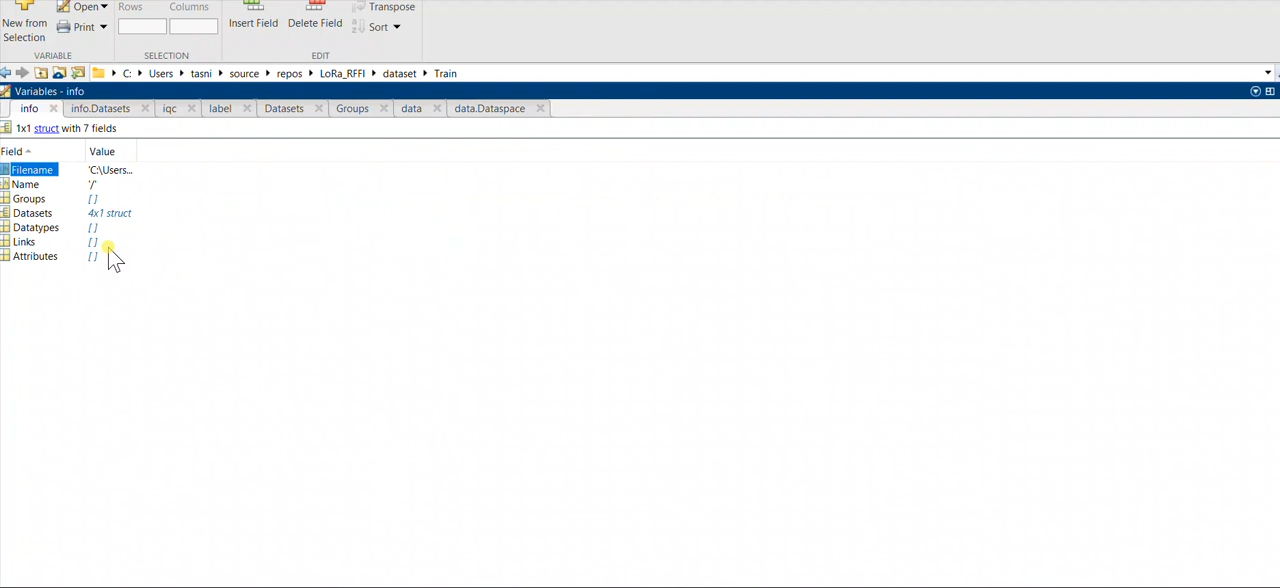 New from
Selection
Open
Print
VARIABLE
Rows Columns
SELECTION
Insert Field Delete Field
Transpose
Sort
EDIT
C: Users tasni source repos LoRa_RFFI dataset Train
Variables - info
info info.Datasets iqc label Datasets Groups data data.Dataspace
1x1 struct with 7 fields
Field Value
Filename 'C:\Users...
Name '/'
Groups []
Datasets 4x1 struct
Datatypes []
Links []
Attributes []